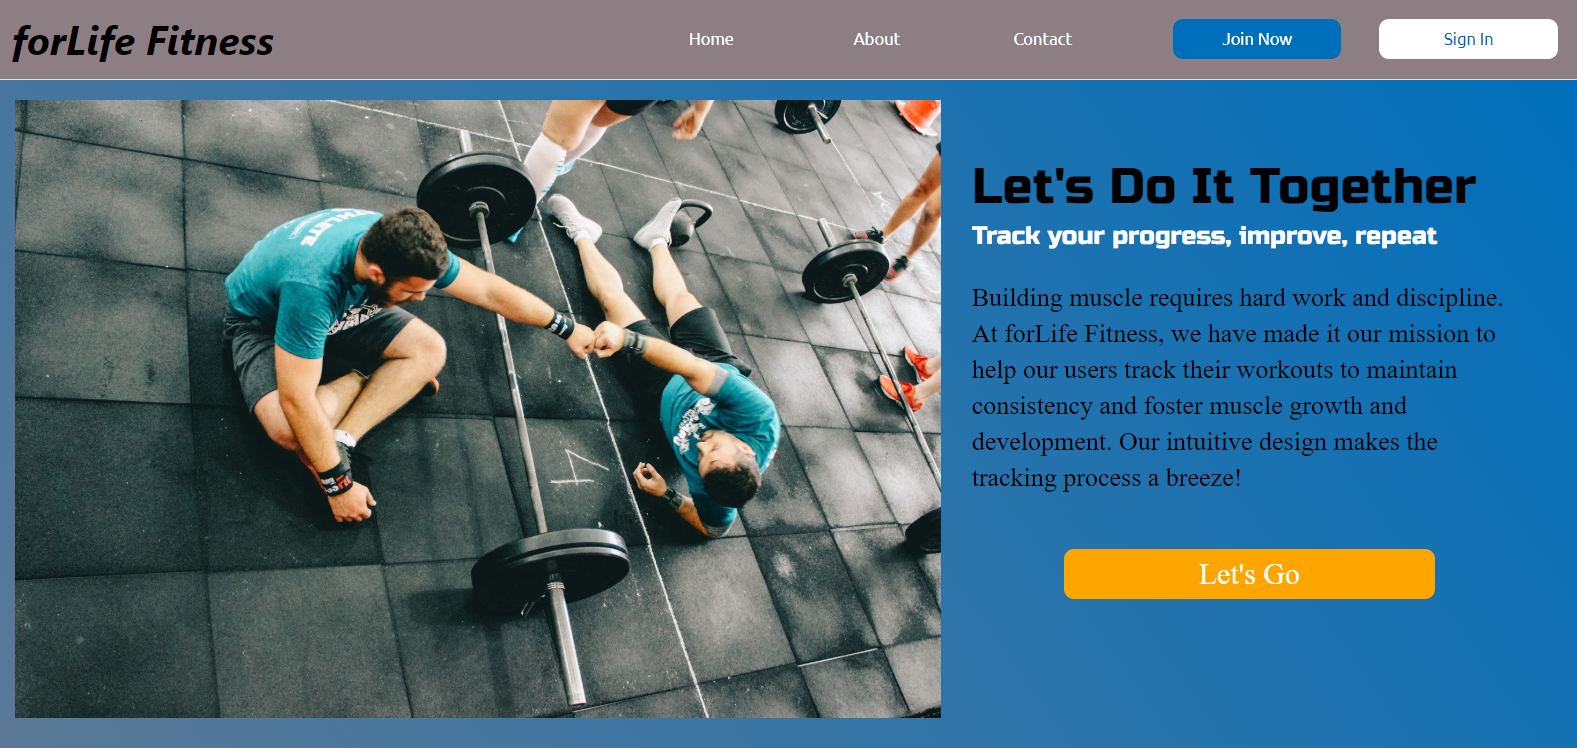 forLife Fitness
Home
About
Contact
Join Now
Sign In
ATHLETE
Let's Do It Together
Track your progress, improve, repeat
Building muscle requires hard work and discipline.
At forLife Fitness, we have made it our mission to
help our users track their workouts to maintain
consistency and foster muscle growth and
development. Our intuitive design makes the
tracking process a breeze!
Let's Go